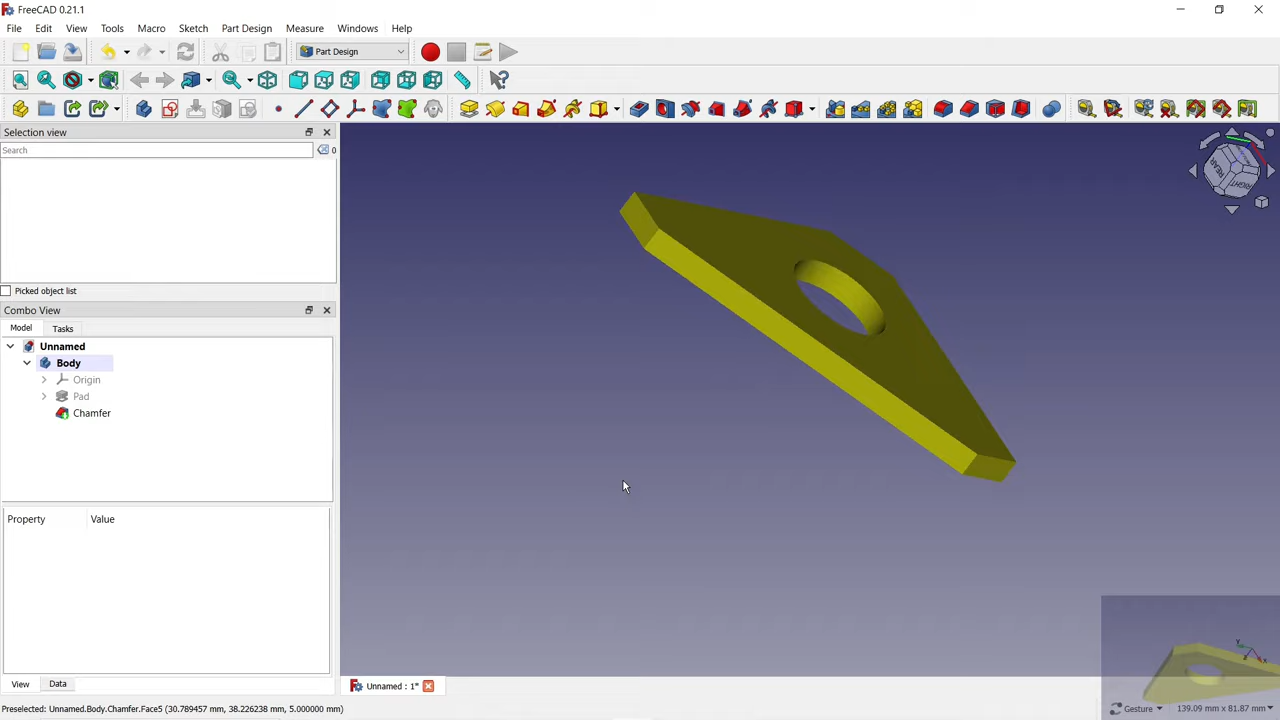 FreeCAD 0.21.1
File Edit View Tools Macro Sketch Part Design Measure Windows Help
Part Design
Selection view
Search
0
Picked object list
Combo View
Model Tasks
Unnamed
Body
Origin
Pad
Chamfer
Property Value
View Data
REAR
RIGHT
Y
X
Z
Unnamed : 1*
Preselected: Unnamed.Body.Chamfer.Face5 (30.789457 mm, 38.226238 mm, 5.000000 mm)
Gesture
139.09 mm x 81.87 mm